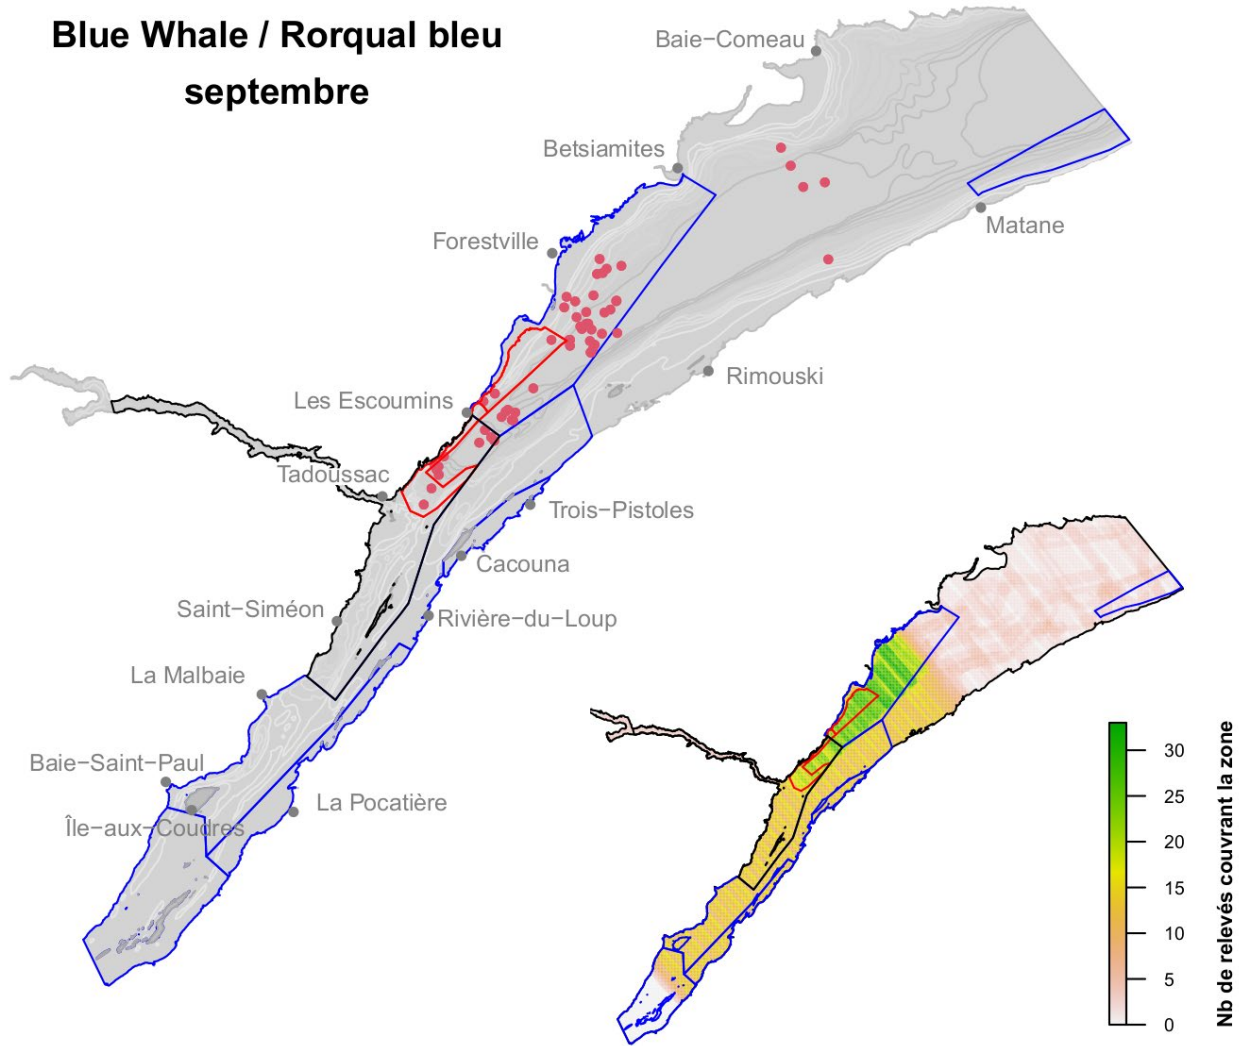 Blue Whale / Rorqual bleu
septembre
Baie−Comeau
Betsiamites
Matane
Forestville
Rimouski
Les Escoumins
Tadoussac
Trois−Pistoles
Cacouna
Saint−Siméon
Rivière−du−Loup
La Malbaie
Baie−Saint−Paul
La Pocatière
Île−aux−Coudres
30
25
20
15
10
5
0
Nb de relevés couvrant la zone